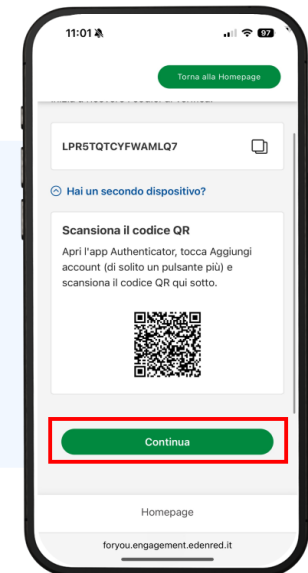 11:01
97
Torna alla Homepage
LPR5TQTCYFWAMLQ7
Hai un secondo dispositivo?
Scansiona il codice QR
Apri l'app Authenticator, tocca Aggiungi
account (di solito un pulsante più) e
scansiona il codice QR qui sotto.
Continua
Homepage
foryou.engagement.edenred.it